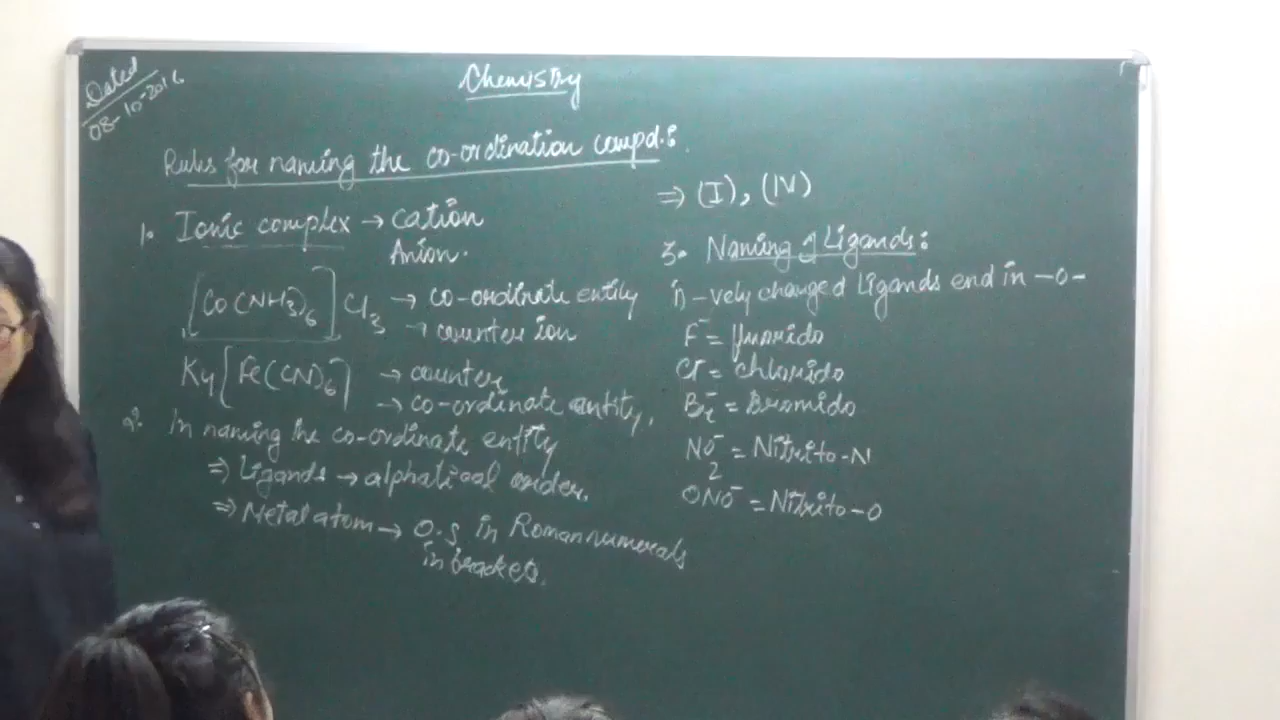 Dated
08-10-2016
Chemistry
Rules for naming the co-ordination compd.:
1. Ionic complex → cation
Anion.
[Co(NH3)6]Cl3 → co-ordinate entity
→ counter ion
K4[Fe(CN)6] → counter
→ co-ordinate entity.
2. In naming the co-ordinate entity
⇒ Ligands → alphatical order.
⇒ Metal atom → O.S. in Roman numerals
in brackets.
⇒ (I), (IV)
3. Naming of Ligands:
i) -vely charged Ligands end in -o-
F⁻ = fluorido
Cl⁻ = chlorido
Br⁻ = Bromido
NO2⁻ = Nitrito-N
ONO⁻ = Nitrito-O